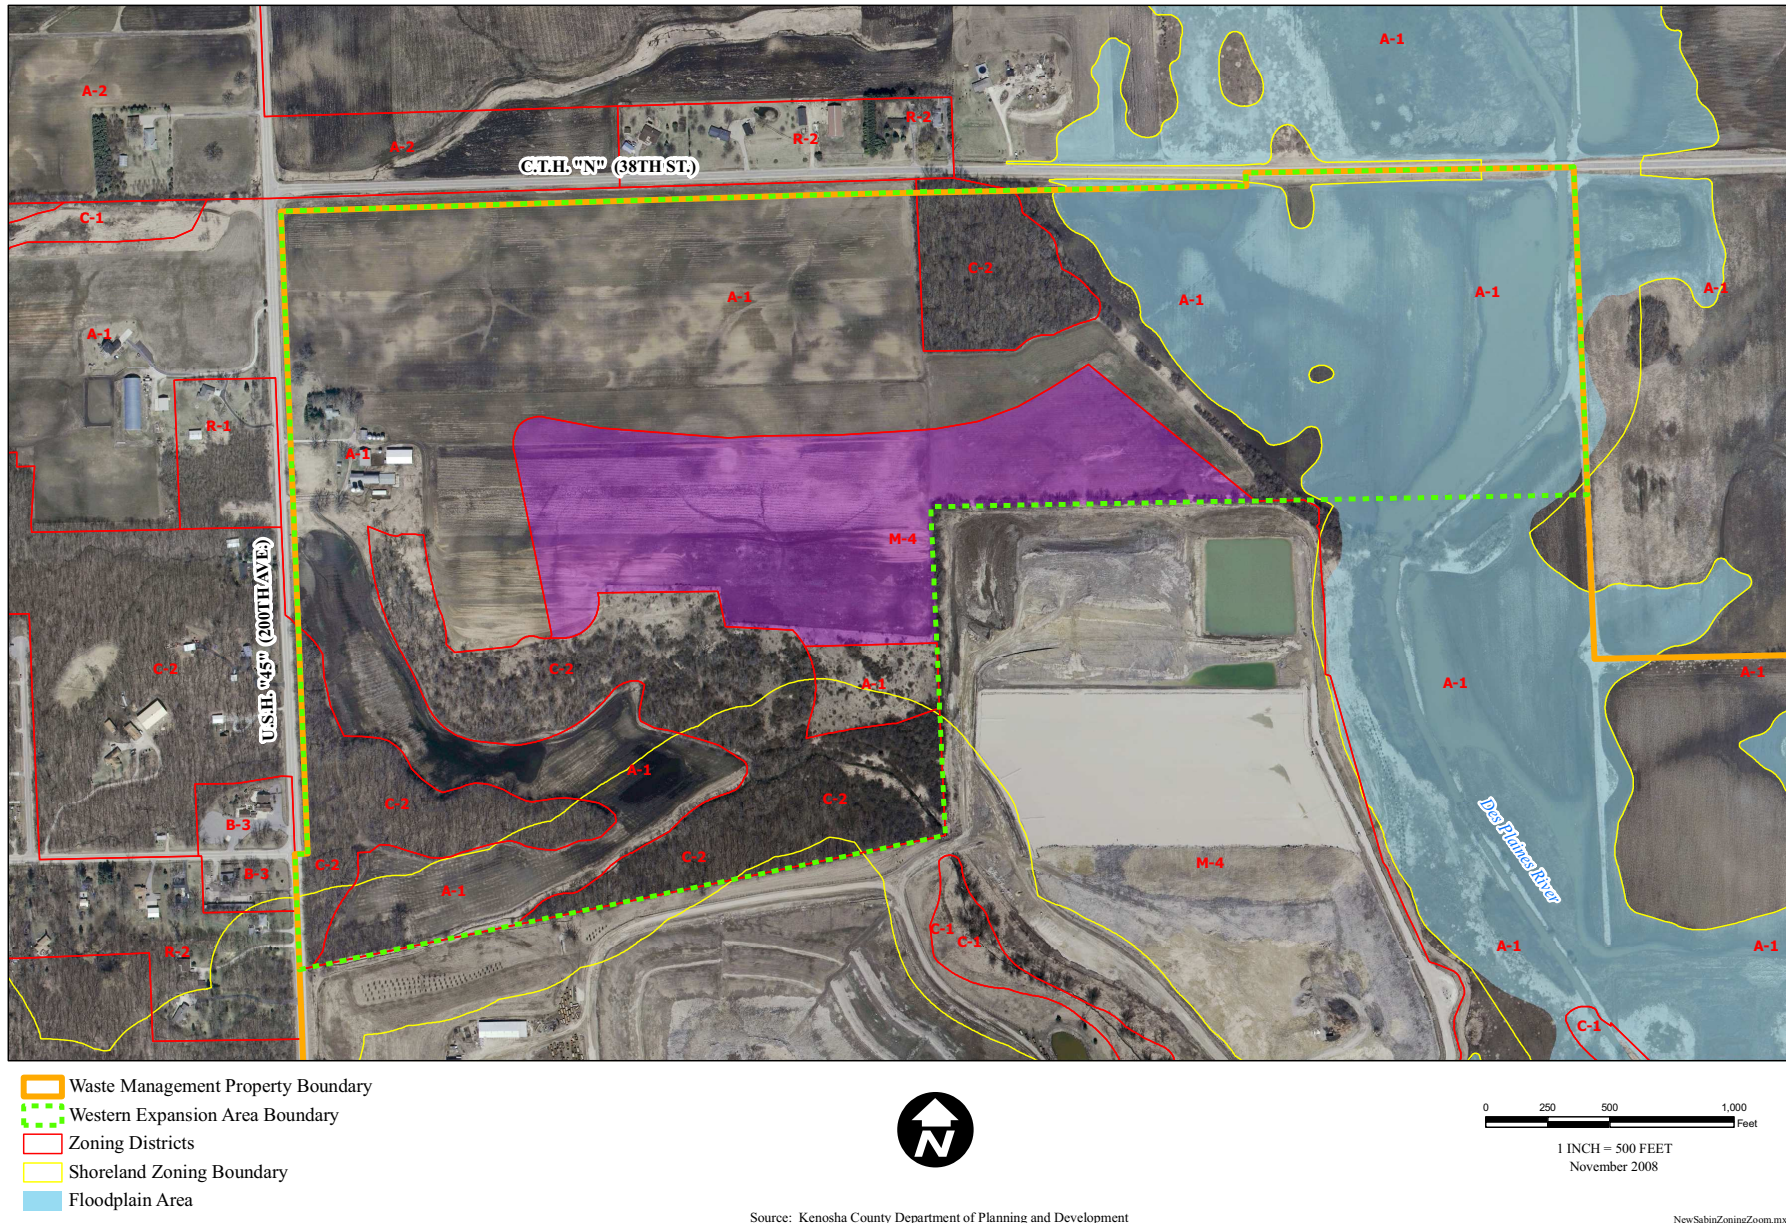 A-1
A-2
R-2
R-2
A-2
C.T.H. "N" (38TH ST.)
C-1
C-2
A-1
A-1
A-1
A-1
A-1
R-1
A-1
M-4
U.S.H. "45" (200TH AVE.)
C-2
C-2
A-1
A-1
A-1
A-1
C-2
C-2
B-3
Des Plaines River
C-2
C-2
M-4
B-3
A-1
R-2
C-1
C-1
A-1
A-1
C-1
Waste Management Property Boundary
Western Expansion Area Boundary
Zoning Districts
Shoreland Zoning Boundary
Floodplain Area
N
0 250 500 1,000
Feet
1 INCH = 500 FEET
November 2008
Source: Kenosha County Department of Planning and Development